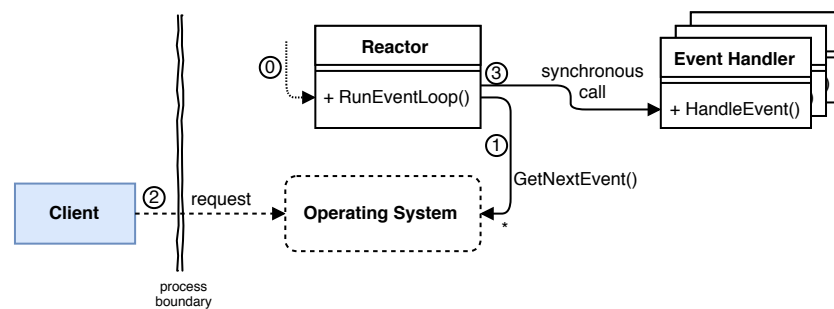 Reactor
Event Handler
0
3
synchronous
call
+ RunEventLoop()
+ HandleEvent()
1
GetNextEvent()
2
request
Client
Operating System
*
process
boundary